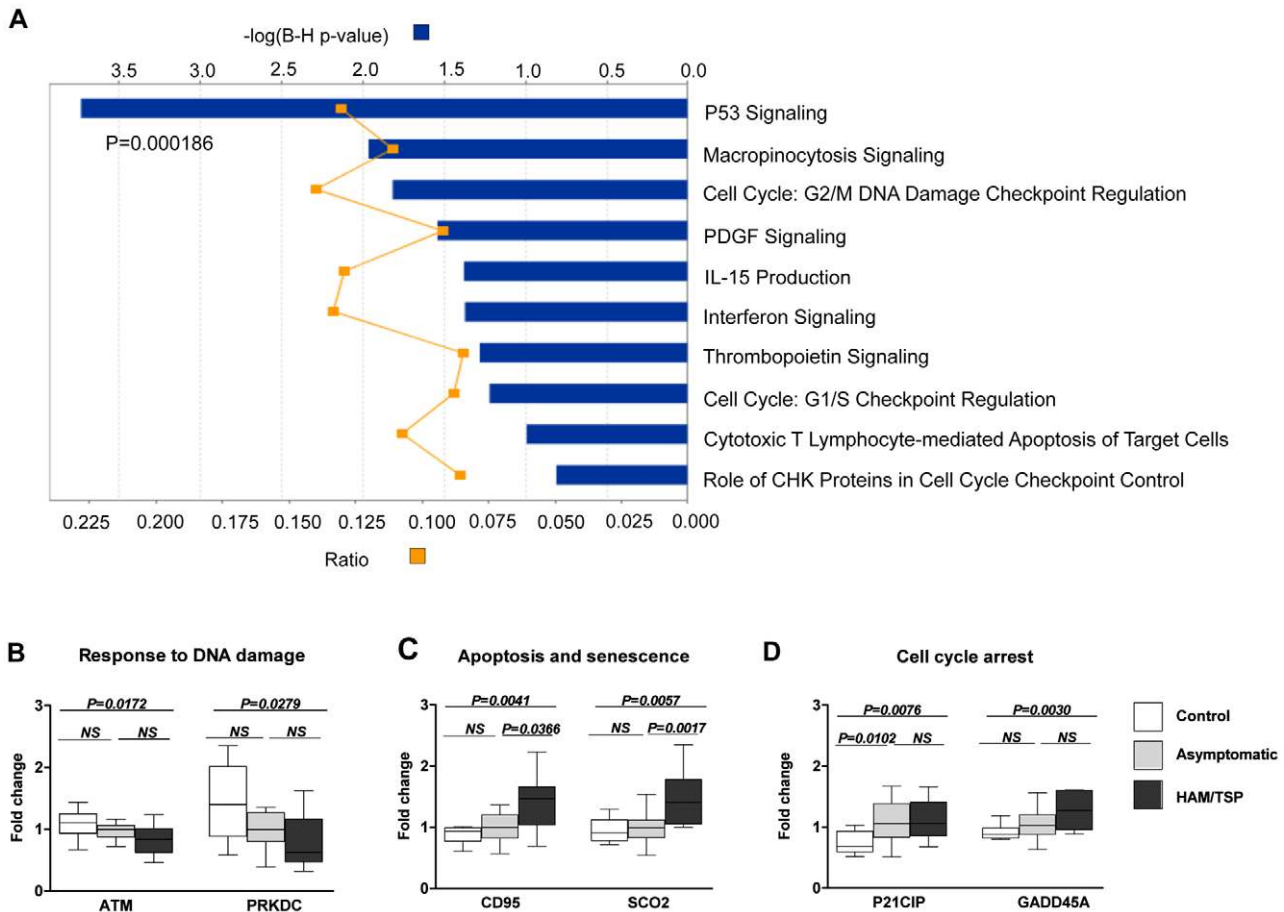 A
-log(B-H p-value)
3.5 3.0 2.5 2.0 1.5 1.0 0.5 0.0
P53 Signaling
P=0.000186
Macropinocytosis Signaling
Cell Cycle: G2/M DNA Damage Checkpoint Regulation
PDGF Signaling
IL-15 Production
Interferon Signaling
Thrombopoietin Signaling
Cell Cycle: G1/S Checkpoint Regulation
Cytotoxic T Lymphocyte-mediated Apoptosis of Target Cells
Role of CHK Proteins in Cell Cycle Checkpoint Control
0.225 0.200 0.175 0.150 0.125 0.100 0.075 0.050 0.025 0.000
Ratio
B Response to DNA damage
Fold change
3
2
1
0
P=0.0172 P=0.0279
NS NS NS NS
ATM PRKDC
C Apoptosis and senescence
Fold change
3
2
1
0
P=0.0041 P=0.0057
NS P=0.0366 NS P=0.0017
CD95 SCO2
D Cell cycle arrest
Fold change
3
2
1
0
P=0.0076 P=0.0030
P=0.0102 NS NS NS
P21CIP GADD45A
Control
Asymptomatic
HAM/TSP